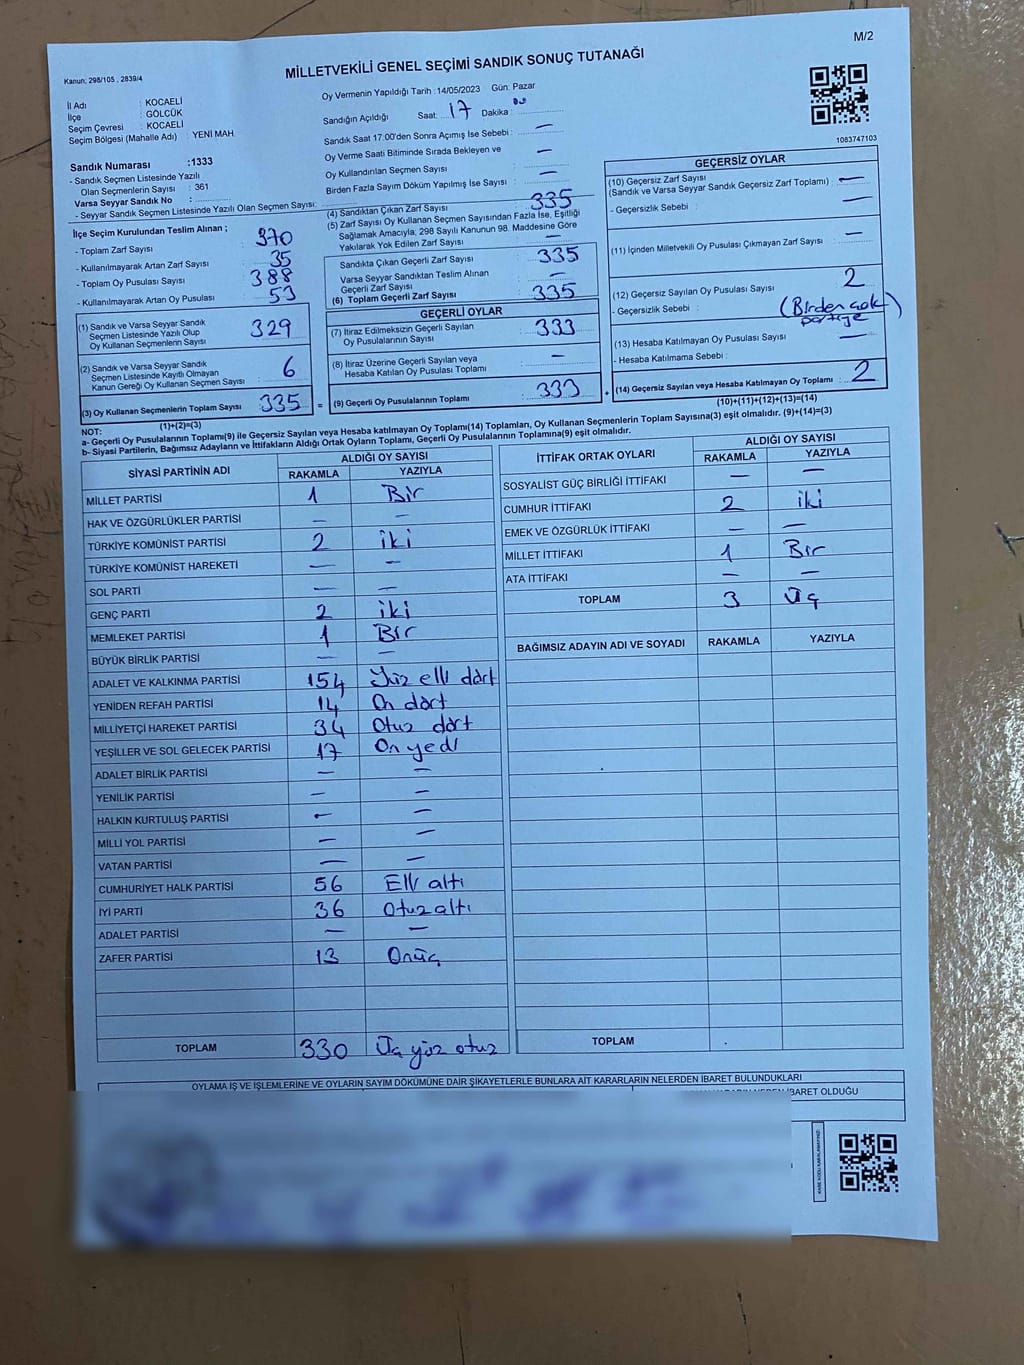 M/2
MİLLETVEKİLİ GENEL SEÇİMİ SANDIK SONUÇ TUTANAĞI
Kanun: 298/105 , 2839/4
İl Adı : KOCAELİ
İlçe : GÖLCÜK
Seçim Çevresi : KOCAELİ
Seçim Bölgesi (Mahalle Adı) : YENİ MAH.
Sandık Numarası :1333
- Sandık Seçmen Listesinde Yazılı
Olan Seçmenlerin Sayısı : 361
Varsa Seyyar Sandık No :
- Seyyar Sandık Seçmen Listesinde Yazılı Olan Seçmen Sayısı:
İlçe Seçim Kurulundan Teslim Alınan ;
- Toplam Zarf Sayısı 370
- Kullanılmayarak Artan Zarf Sayısı 35
- Toplam Oy Pusulası Sayısı 388
- Kullanılmayarak Artan Oy Pusulası 53
(1) Sandık ve Varsa Seyyar Sandık
Seçmen Listesinde Yazılı Olup
Oy Kullanan Seçmenlerin Sayısı 329
(2) Sandık ve Varsa Seyyar Sandık
Seçmen Listesinde Kayıtlı Olmayan
Kanun Gereği Oy Kullanan Seçmen Sayısı 6
(3) Oy Kullanan Seçmenlerin Toplam Sayısı 335 =
(1)+(2)=(3)
Oy Vermenin Yapıldığı Tarih :14/05/2023 Gün: Pazar
Sandığın Açıldığı Saat: 17 Dakika : 00
Sandık Saat 17:00'den Sonra Açımış İse Sebebi : —
Oy Verme Saati Bitiminde Sırada Bekleyen ve
Oy Kullandırılan Seçmen Sayısı : —
Birden Fazla Sayım Döküm Yapılmış İse Sayısı : —
(4) Sandıktan Çıkan Zarf Sayısı 335
(5) Zarf Sayısı Oy Kullanan Seçmen Sayısından Fazla İse, Eşitliği
Sağlamak Amacıyla, 298 Sayılı Kanunun 98. Maddesine Göre
Yakılarak Yok Edilen Zarf Sayısı —
Sandıkta Çıkan Geçerli Zarf Sayısı 335
Varsa Seyyar Sandıktan Teslim Alınan
Geçerli Zarf Sayısı —
(6) Toplam Geçerli Zarf Sayısı 335
GEÇERLİ OYLAR
(7) İtiraz Edilmeksizin Geçerli Sayılan
Oy Pusulalarının Sayısı 333
(8) İtiraz Üzerine Geçerli Sayılan veya
Hesaba Katılan Oy Pusulası Toplamı —
(9) Geçerli Oy Pusulalarının Toplamı 333 +
1083747103
GEÇERSİZ OYLAR
(10) Geçersiz Zarf Sayısı
(Sandık ve Varsa Seyyar Sandık Geçersiz Zarf Toplamı) : —
- Geçersizlik Sebebi :
(11) İçinden Milletvekili Oy Pusulası Çıkmayan Zarf Sayısı : —
(12) Geçersiz Sayılan Oy Pusulası Sayısı 2
- Geçersizlik Sebebi : (Birden çok partiye)
(13) Hesaba Katılmayan Oy Pusulası Sayısı —
- Hesaba Katılmama Sebebi :
(14) Geçersiz Sayılan veya Hesaba Katılmayan Oy Toplamı : 2
(10)+(11)+(12)+(13)=(14)
NOT:
a- Geçerli Oy Pusulalarının Toplamı(9) ile Geçersiz Sayılan veya Hesaba katılmayan Oy Toplamı(14) Toplamları, Oy Kullanan Seçmenlerin Toplam Sayısına(3) eşit olmalıdır. (9)+(14)=(3)
b- Siyasi Partilerin, Bağımsız Adayların ve İttifakların Aldığı Ortak Oyların Toplamı, Geçerli Oy Pusulalarının Toplamına(9) eşit olmalıdır.
SİYASİ PARTİNİN ADI ALDIĞI OY SAYISI
RAKAMLA YAZIYLA
MİLLET PARTİSİ 1 Bir
HAK VE ÖZGÜRLÜKLER PARTİSİ — —
TÜRKİYE KOMÜNİST PARTİSİ 2 iki
TÜRKİYE KOMÜNİST HAREKETİ — —
SOL PARTİ — —
GENÇ PARTİ 2 iki
MEMLEKET PARTİSİ 1 Bir
BÜYÜK BİRLİK PARTİSİ — —
ADALET VE KALKINMA PARTİSİ 154 Yüz elli dört
YENİDEN REFAH PARTİSİ 14 On dört
MİLLİYETÇİ HAREKET PARTİSİ 34 Otuz dört
YEŞİLLER VE SOL GELECEK PARTİSİ 17 On yedi
ADALET BİRLİK PARTİSİ — —
YENİLİK PARTİSİ — —
HALKIN KURTULUŞ PARTİSİ — —
MİLLİ YOL PARTİSİ — —
VATAN PARTİSİ — —
CUMHURİYET HALK PARTİSİ 56 Elli altı
İYİ PARTİ 36 Otuz altı
ADALET PARTİSİ — —
ZAFER PARTİSİ 13 Onüç
TOPLAM 330 Üç yüz otuz
İTTİFAK ORTAK OYLARI ALDIĞI OY SAYISI
RAKAMLA YAZIYLA
SOSYALİST GÜÇ BİRLİĞİ İTTİFAKI — —
CUMHUR İTTİFAKI 2 iki
EMEK VE ÖZGÜRLÜK İTTİFAKI — —
MİLLET İTTİFAKI 1 Bir
ATA İTTİFAKI — —
TOPLAM 3 Üç
BAĞIMSIZ ADAYIN ADI VE SOYADI RAKAMLA YAZIYLA
TOPLAM
OYLAMA İŞ VE İŞLEMLERİNE VE OYLARIN SAYIM DÖKÜMÜNE DAİR ŞİKAYETLERLE BUNLARA AİT KARARLARIN NELERDEN İBARET BULUNDUKLARI
İBARET OLDUĞU